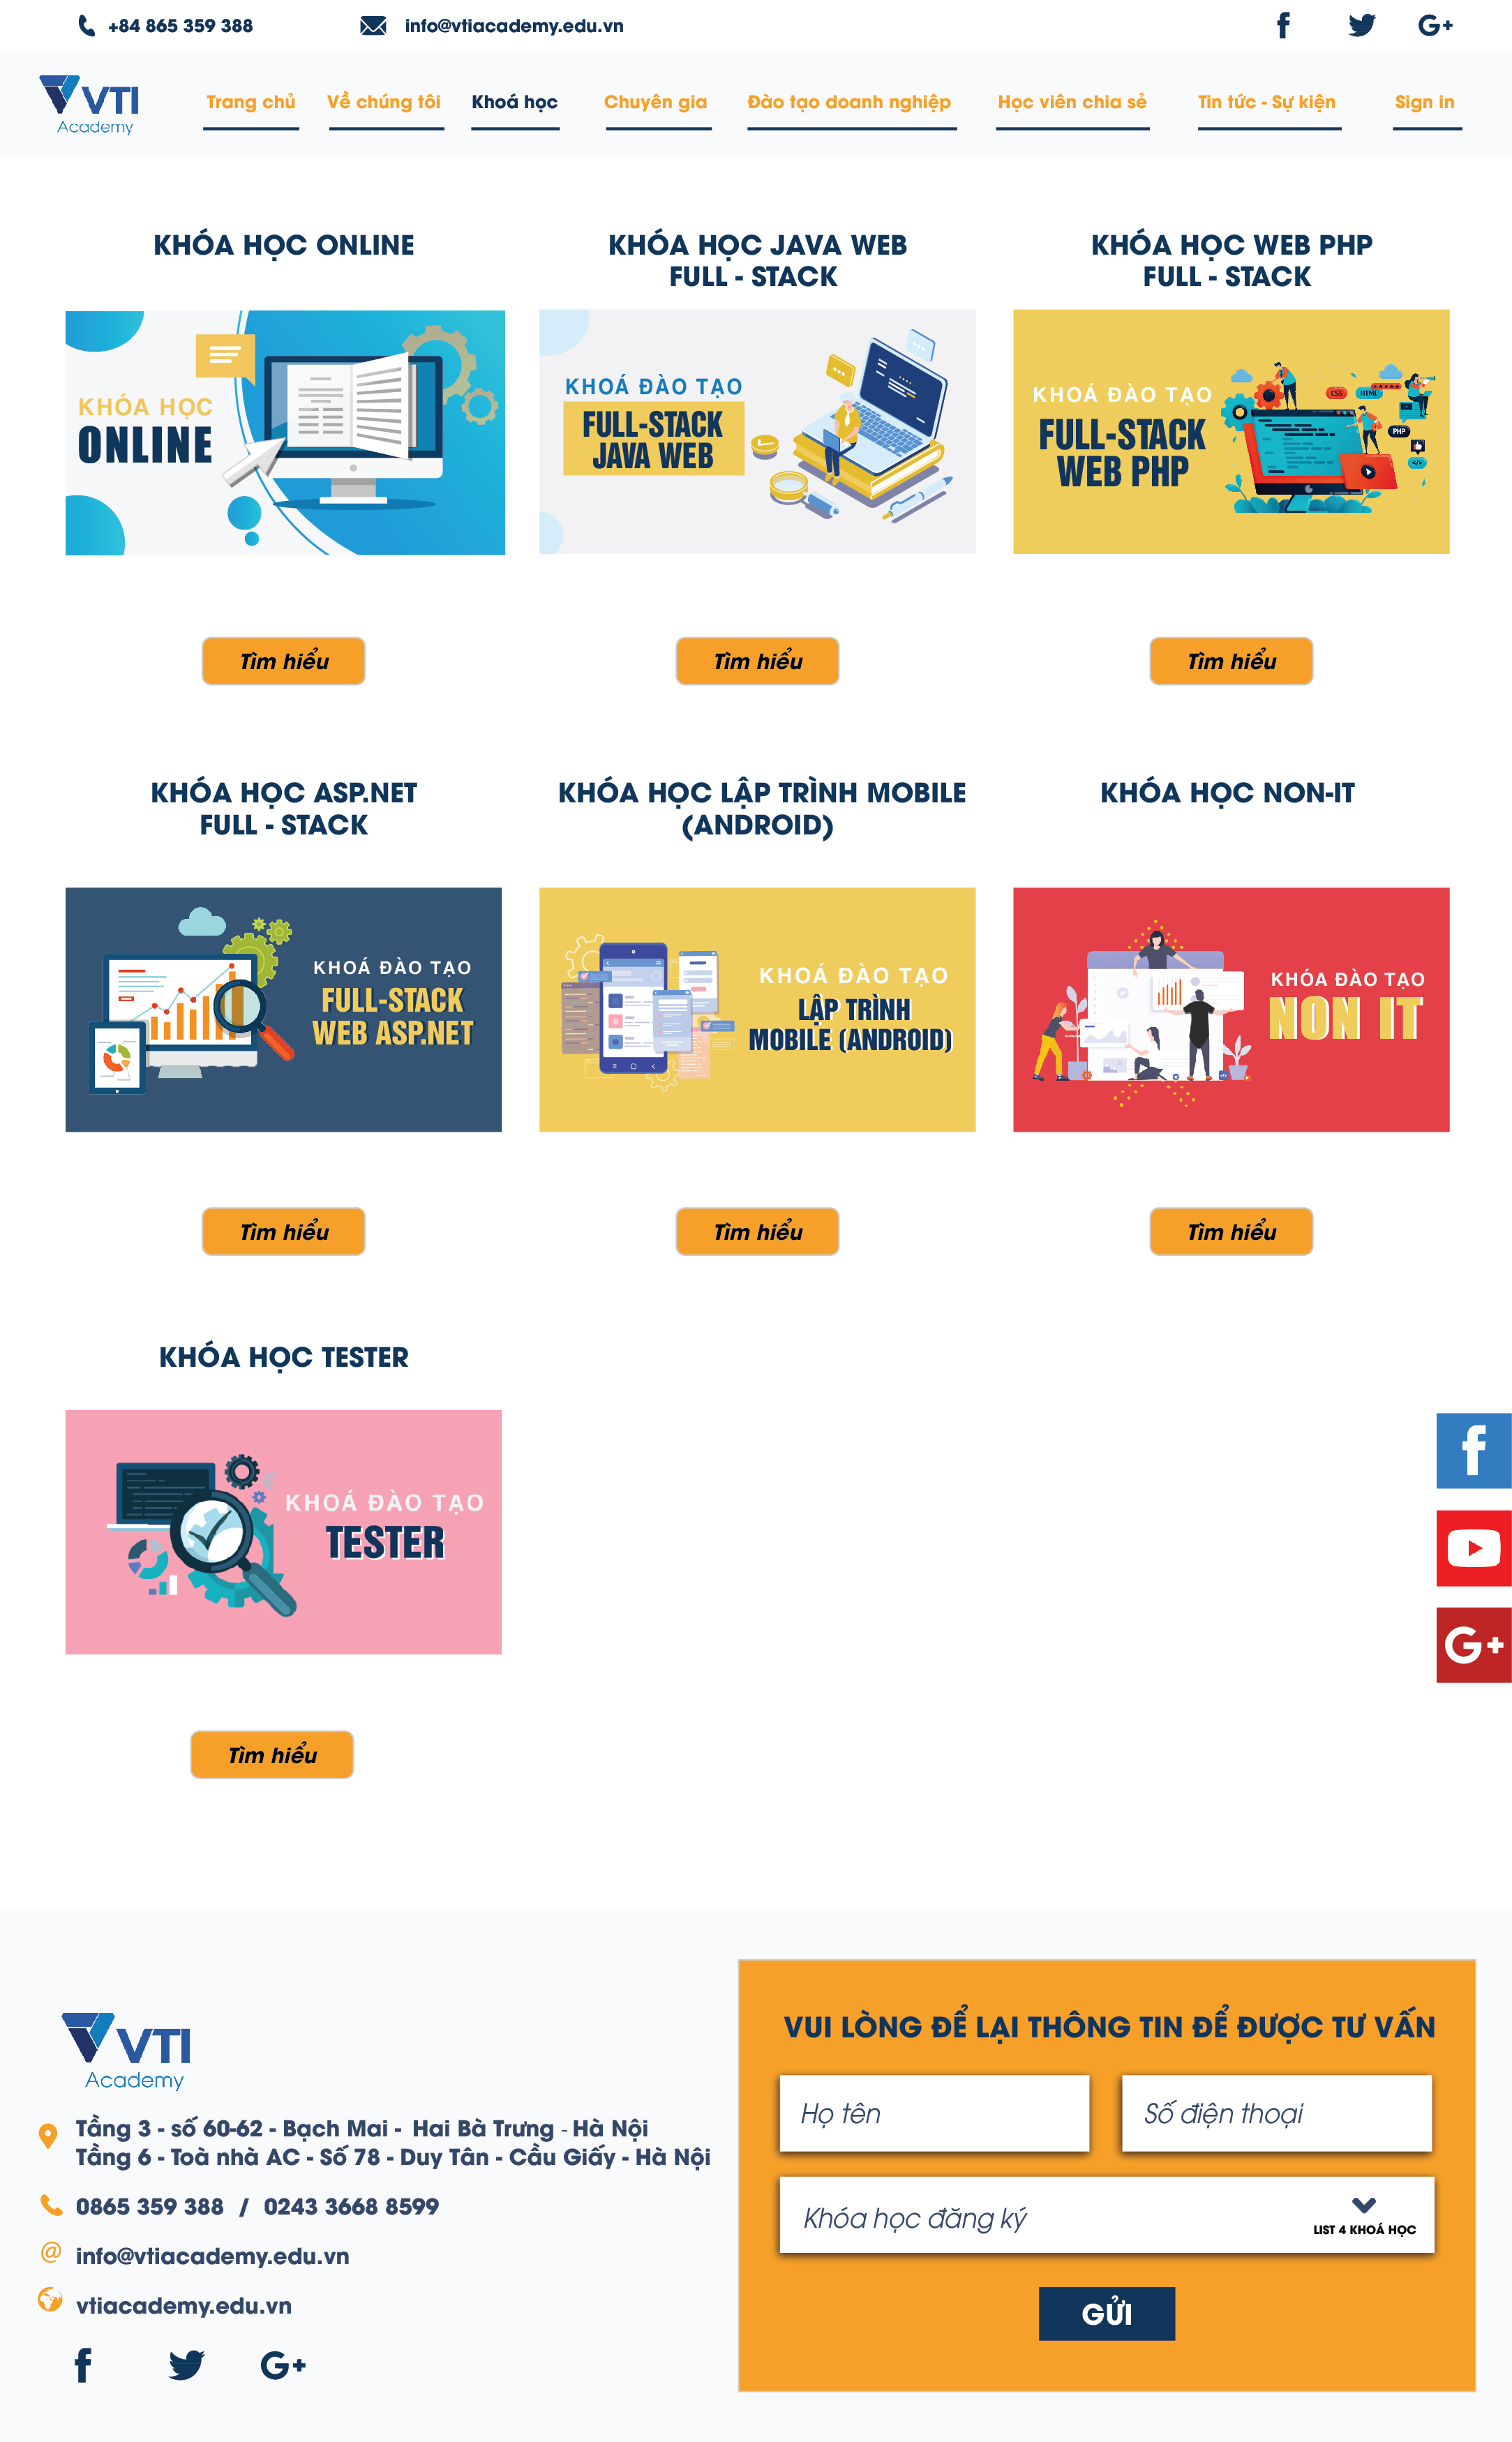 +84 865 359 388
info@vtiacademy.edu.vn
G+
VTI
Academy
Trang chủ
Về chúng tôi
Khoá học
Chuyên gia
Đào tạo doanh nghiệp
Học viên chia sẻ
Tin tức - Sự kiện
Sign in
KHÓA HỌC ONLINE
KHÓA HỌC JAVA WEB
FULL - STACK
KHÓA HỌC WEB PHP
FULL - STACK
KHÓA HỌC
ONLINE
KHOÁ ĐÀO TẠO
FULL-STACK
JAVA WEB
KHOÁ ĐÀO TẠO
FULL-STACK
WEB PHP
CSS
HTML
PHP
</>
Tìm hiểu
Tìm hiểu
Tìm hiểu
KHÓA HỌC ASP.NET
FULL - STACK
KHÓA HỌC LẬP TRÌNH MOBILE
(ANDROID)
KHÓA HỌC NON-IT
KHOÁ ĐÀO TẠO
FULL-STACK
WEB ASP.NET
KHOÁ ĐÀO TẠO
LẬP TRÌNH
MOBILE (ANDROID)
KHÓA ĐÀO TẠO
NON IT
Tìm hiểu
Tìm hiểu
Tìm hiểu
KHÓA HỌC TESTER
KHOÁ ĐÀO TẠO
TESTER
G+
Tìm hiểu
VTI
Academy
Tầng 3 - số 60-62 - Bạch Mai - Hai Bà Trưng - Hà Nội
Tầng 6 - Toà nhà AC - Số 78 - Duy Tân - Cầu Giấy - Hà Nội
0865 359 388 / 0243 3668 8599
@ info@vtiacademy.edu.vn
vtiacademy.edu.vn
G+
VUI LÒNG ĐỂ LẠI THÔNG TIN ĐỂ ĐƯỢC TƯ VẤN
Họ tên
Số điện thoại
Khóa học đăng ký
LIST 4 KHOÁ HỌC
GỬI